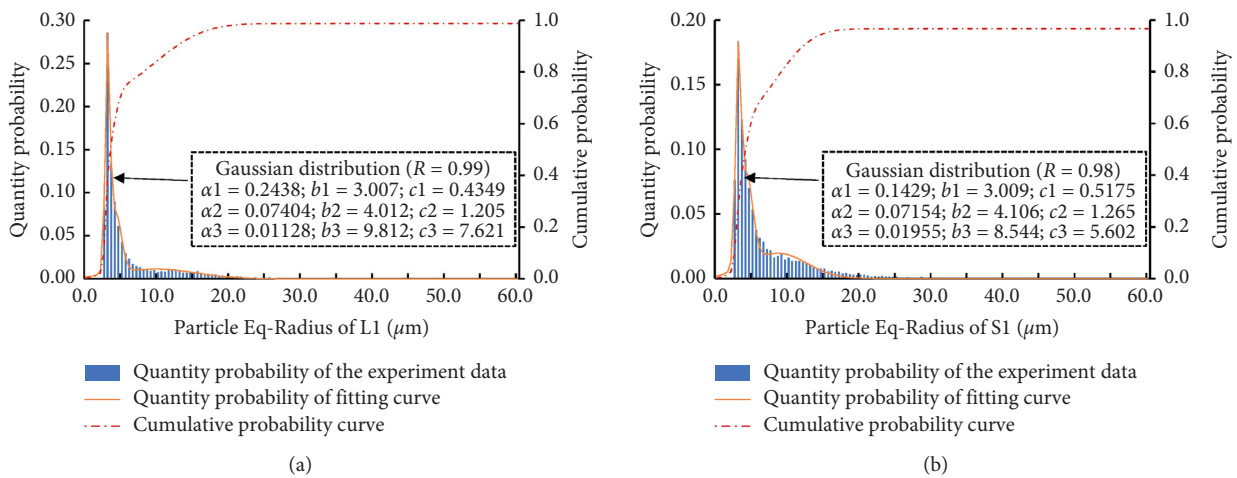 0.30
0.25
0.20
0.15
0.10
0.05
0.00
Quantity probability
1.0
0.8
0.6
0.4
0.2
0.0
Cumulative probability
Gaussian distribution (R = 0.99)
α1 = 0.2438; b1 = 3.007; c1 = 0.4349
α2 = 0.07404; b2 = 4.012; c2 = 1.205
α3 = 0.01128; b3 = 9.812; c3 = 7.621
0.0 10.0 20.0 30.0 40.0 50.0 60.0
Particle Eq-Radius of L1 (μm)
Quantity probability of the experiment data
Quantity probability of fitting curve
Cumulative probability curve
(a)
0.20
0.15
0.10
0.05
0.00
Quantity probability
1.0
0.8
0.6
0.4
0.2
0.0
Cumulative probability
Gaussian distribution (R = 0.98)
α1 = 0.1429; b1 = 3.009; c1 = 0.5175
α2 = 0.07154; b2 = 4.106; c2 = 1.265
α3 = 0.01955; b3 = 8.544; c3 = 5.602
0.0 10.0 20.0 30.0 40.0 50.0 60.0
Particle Eq-Radius of S1 (μm)
Quantity probability of the experiment data
Quantity probability of fitting curve
Cumulative probability curve
(b)